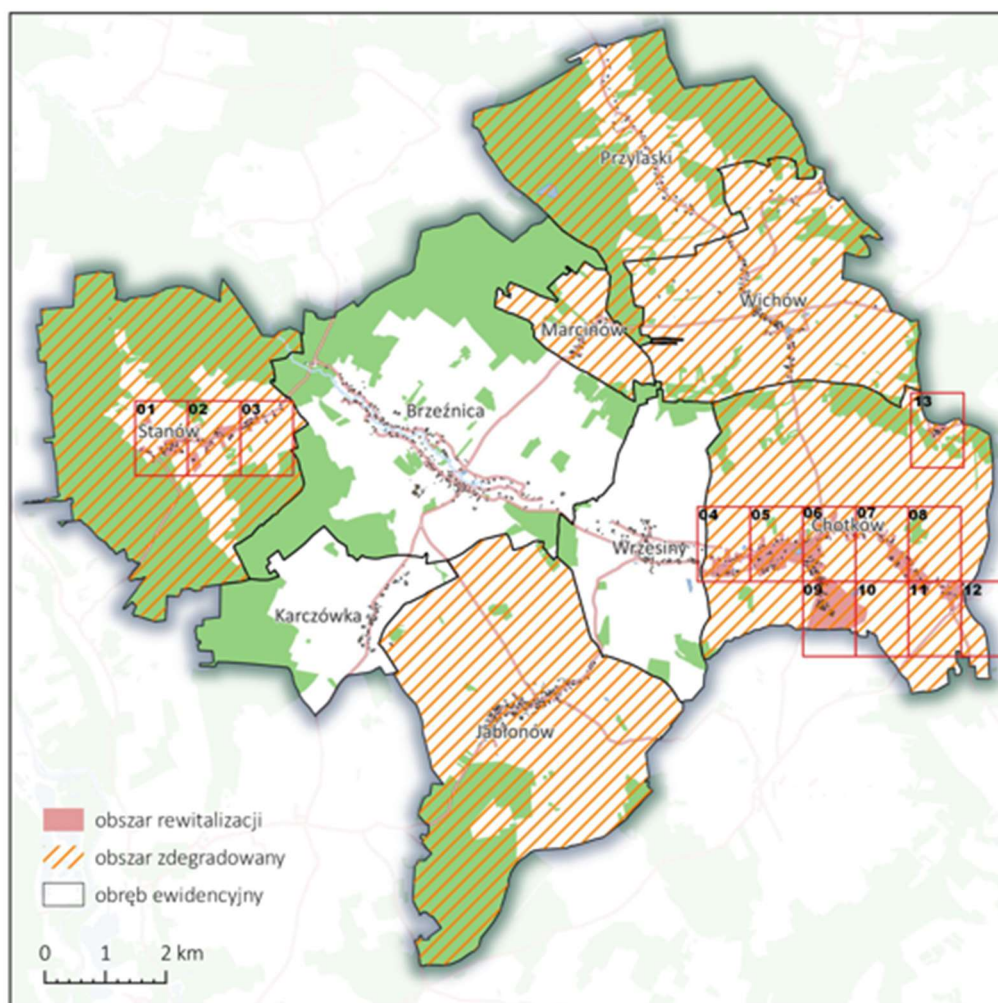 Przylaski
Wichów
Marcinów
13
01 02 03
Brzeźnica
Stanów
04 05 06 07 08
Chotków
Wrzesiny
09 10 11 12
Karczówka
Jabłonów
obszar rewitalizacji
obszar zdegradowany
obręb ewidencyjny
0 1 2 km